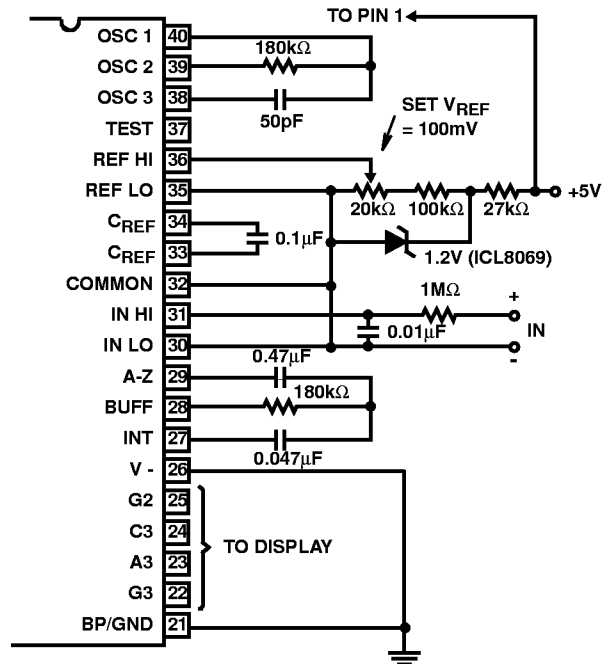 TO PIN 1
OSC 1 40
180kΩ
OSC 2 39
OSC 3 38
50pF
SET VREF
= 100mV
TEST 37
REF HI 36
REF LO 35
+5V
20kΩ 100kΩ 27kΩ
CREF 34
0.1µF
CREF 33
1.2V (ICL8069)
COMMON 32
1MΩ
+
IN HI 31
0.01µF
IN
IN LO 30
-
0.47µF
A-Z 29
180kΩ
BUFF 28
INT 27
0.047µF
V - 26
G2 25
C3 24
TO DISPLAY
A3 23
G3 22
BP/GND 21